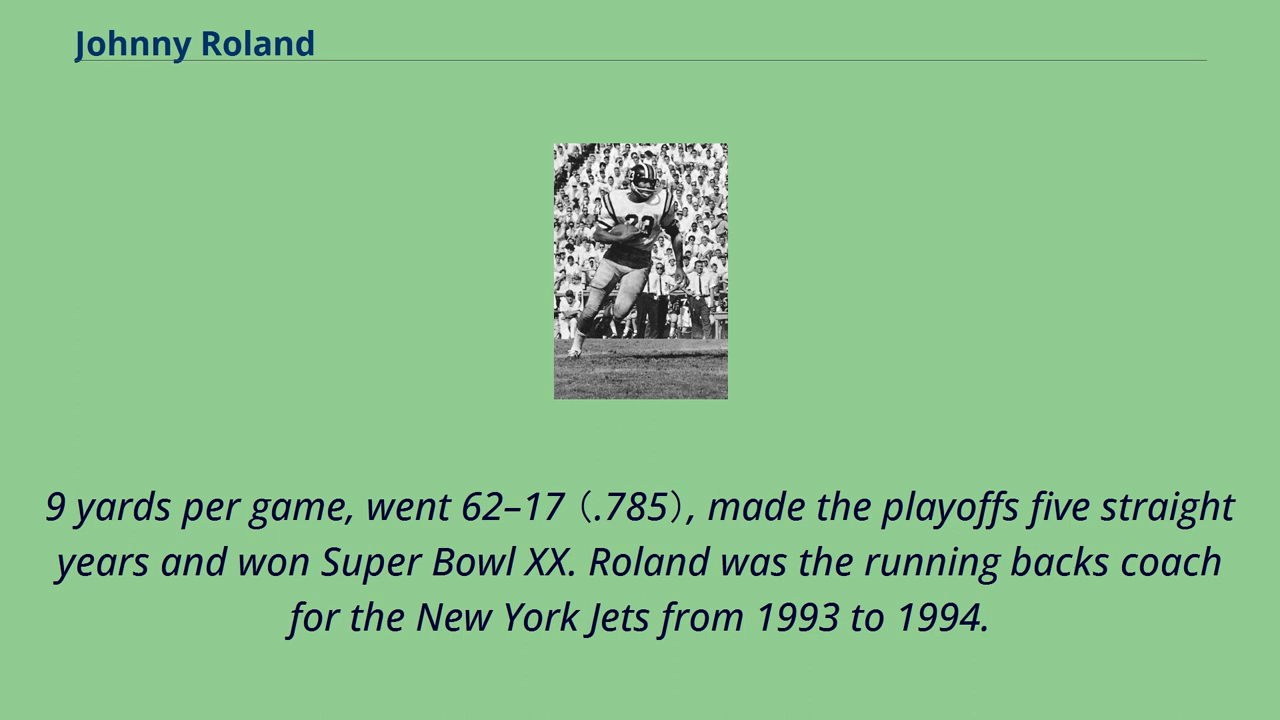 Johnny Roland
9 yards per game, went 62–17（.785）, made the playoffs five straight
years and won Super Bowl XX. Roland was the running backs coach
for the New York Jets from 1993 to 1994.